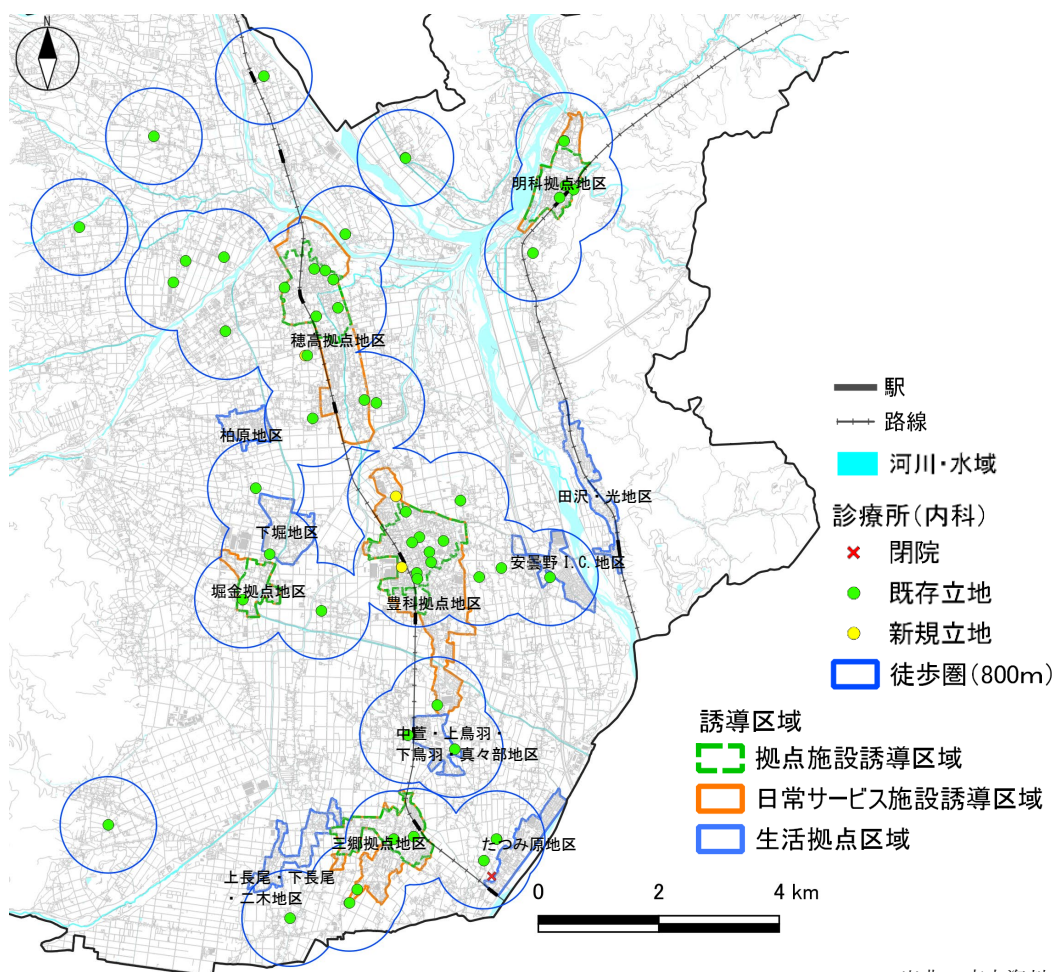 N
明科拠点地区
穂高拠点地区
柏原地区
田沢・光地区
下堀地区
安曇野 I.C.地区
堀金拠点地区
豊科拠点地区
中萱・上鳥羽・
下鳥羽・真々部地区
三郷拠点地区
たつみ原地区
上長尾・下長尾
・二木地区
駅
路線
河川・水域
診療所(内科)
閉院
既存立地
新規立地
徒歩圏(800m)
誘導区域
拠点施設誘導区域
日常サービス施設誘導区域
生活拠点区域
0 2 4 km